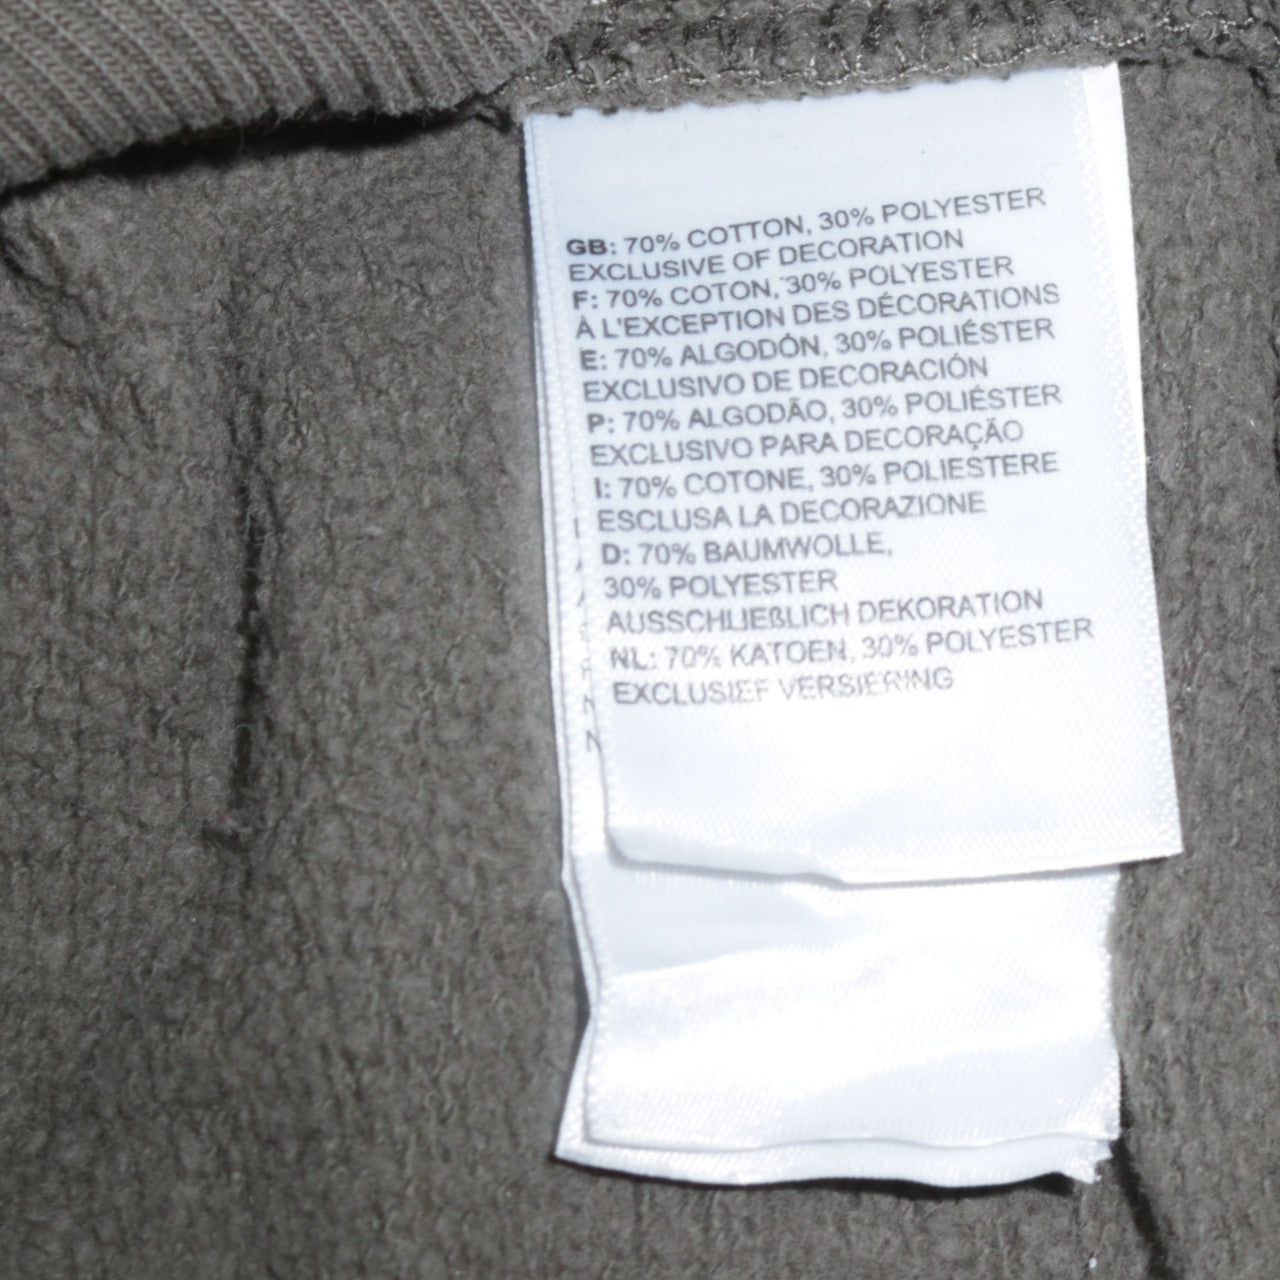 GB: 70% COTTON, 30% POLYESTER
EXCLUSIVE OF DECORATION
F: 70% COTON, 30% POLYESTER
À L'EXCEPTION DES DÉCORATIONS
E: 70% ALGODÓN, 30% POLIÉSTER
EXCLUSIVO DE DECORACIÓN
P: 70% ALGODÃO, 30% POLIÉSTER
EXCLUSIVO PARA DECORAÇÃO
I: 70% COTONE, 30% POLIESTERE
ESCLUSA LA DECORAZIONE
D: 70% BAUMWOLLE,
30% POLYESTER
AUSSCHLIEßLICH DEKORATION
NL: 70% KATOEN, 30% POLYESTER
EXCLUSIEF VERSIERING